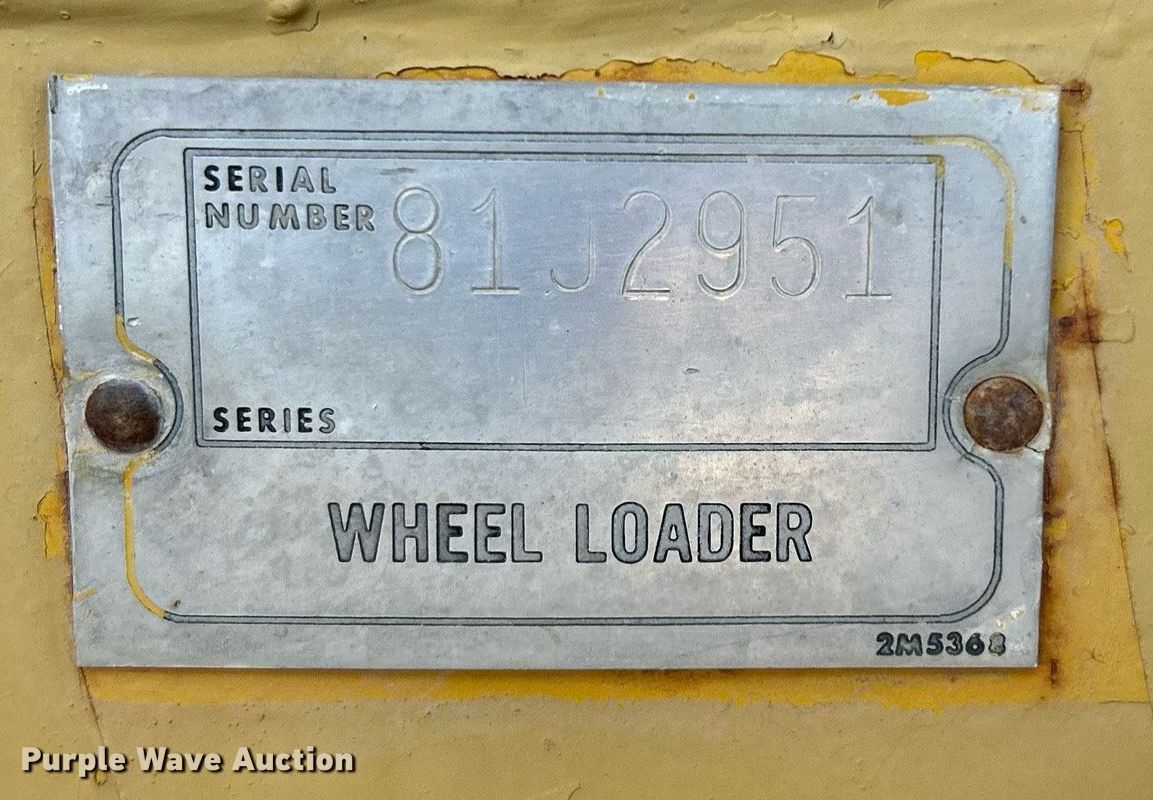 SERIAL
NUMBER 81J2951
SERIES
WHEEL LOADER
2M5368
Purple Wave Auction